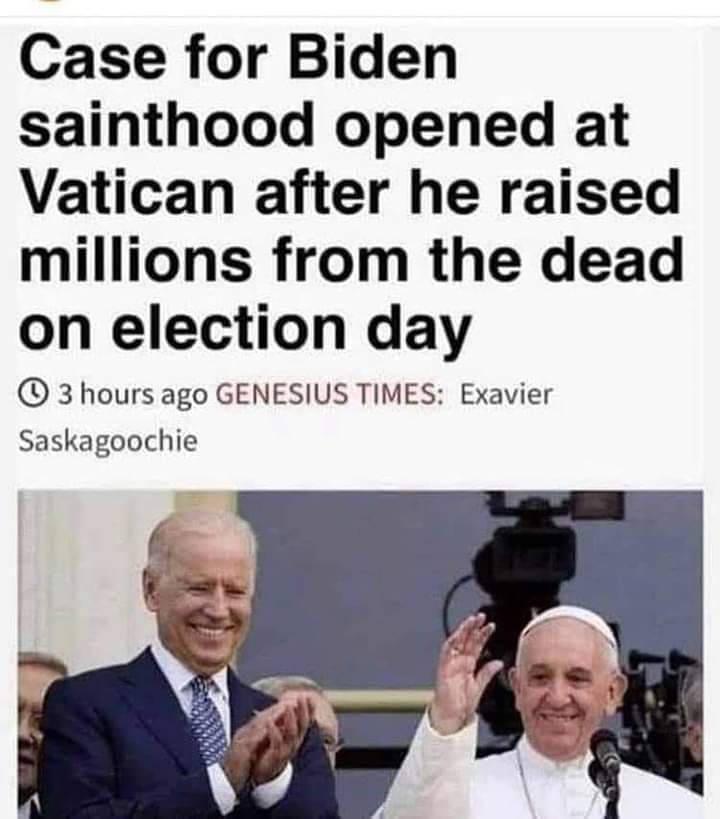 Case for Biden
sainthood opened at
Vatican after he raised
millions from the dead
on election day
3 hours ago GENESIUS TIMES: Exavier
Saskagoochie